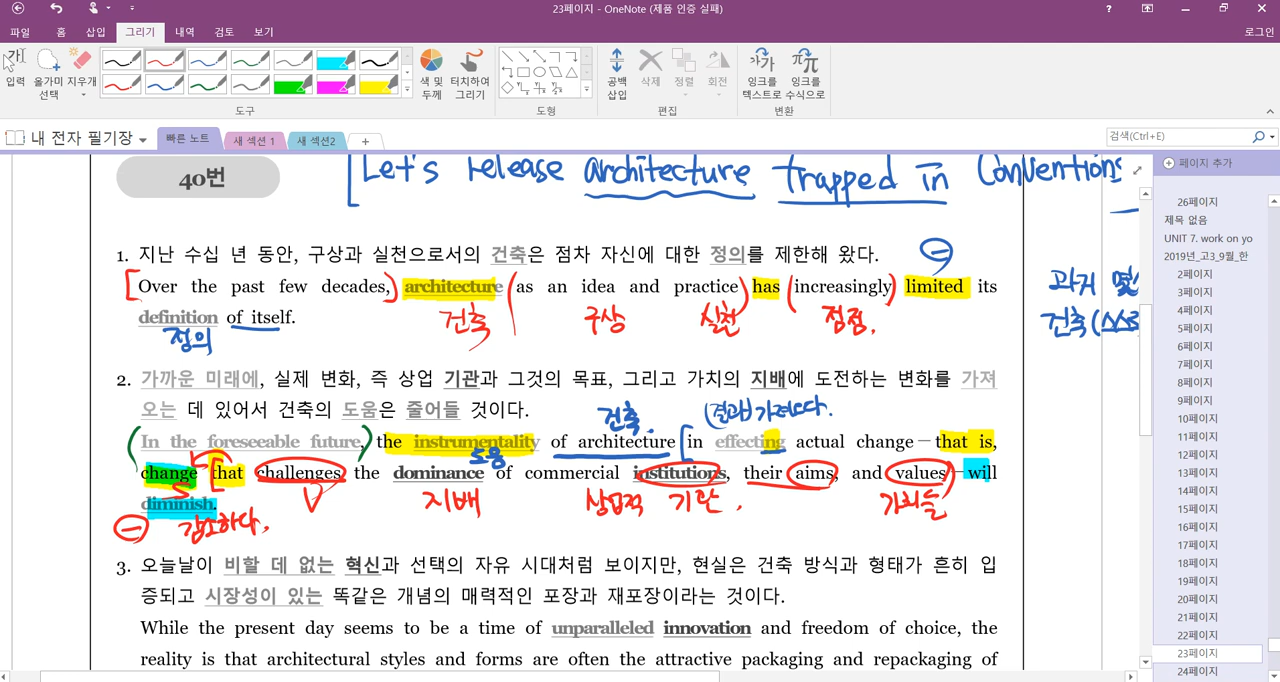 23페이지 - OneNote (제품 인증 실패)
파일 홈 삽입 그리기 내역 검토 보기 로그인
입력 올가미 선택 지우개 색 및 두께 터치하여 그리기 공백 삽입 삭제 정렬 회전 잉크를 텍스트로 잉크를 수식으로
도구 도형 편집 변환
내 전자 필기장 빠른 노트 새 섹션 1 새 섹션2 + 검색(Ctrl+E)
페이지 추가
40번
Let's release architecture trapped in Conventions
1. 지난 수십 년 동안, 구상과 실천으로서의 건축은 점차 자신에 대한 정의를 제한해 왔다.
Over the past few decades, architecture as an idea and practice has increasingly limited its
건축 구상 실천 점점,
definition of itself.
정의
과거 몇
건축(
2. 가까운 미래에, 실제 변화, 즉 상업 기관과 그것의 목표, 그리고 가치의 지배에 도전하는 변화를 가져
오는 데 있어서 건축의 도움은 줄어들 것이다.
건축 (결과)가져오다.
In the foreseeable future, the instrumentality of architecture in effecting actual change – that is,
도움
change that challenges the dominance of commercial institutions, their aims, and values – will
S V 지배 상업적 기관, 가치들
diminish.
감소하다,
3. 오늘날이 비할 데 없는 혁신과 선택의 자유 시대처럼 보이지만, 현실은 건축 방식과 형태가 흔히 입
증되고 시장성이 있는 똑같은 개념의 매력적인 포장과 재포장이라는 것이다.
While the present day seems to be a time of unparalleled innovation and freedom of choice, the
reality is that architectural styles and forms are often the attractive packaging and repackaging of
26페이지
제목 없음
UNIT 7. work on yo
2019년_고3_9월_한
2페이지
3페이지
4페이지
5페이지
6페이지
7페이지
8페이지
9페이지
10페이지
11페이지
12페이지
13페이지
14페이지
15페이지
16페이지
17페이지
18페이지
19페이지
20페이지
21페이지
22페이지
23페이지
24페이지